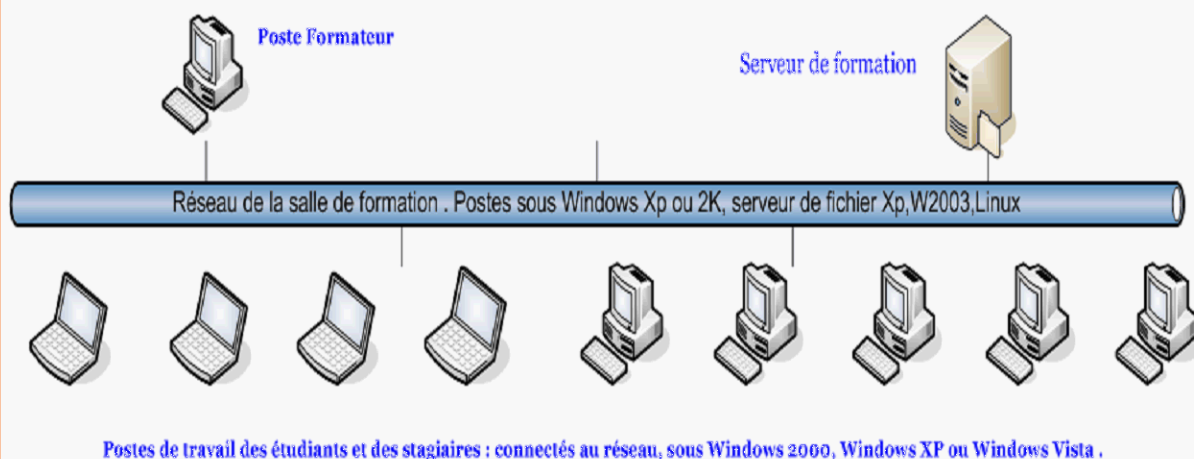 Poste Formateur
Serveur de formation
Réseau de la salle de formation . Postes sous Windows Xp ou 2K, serveur de fichier Xp,W2003,Linux
Postes de travail des étudiants et des stagiaires : connectés au réseau, sous Windows 2000, Windows XP ou Windows Vista .